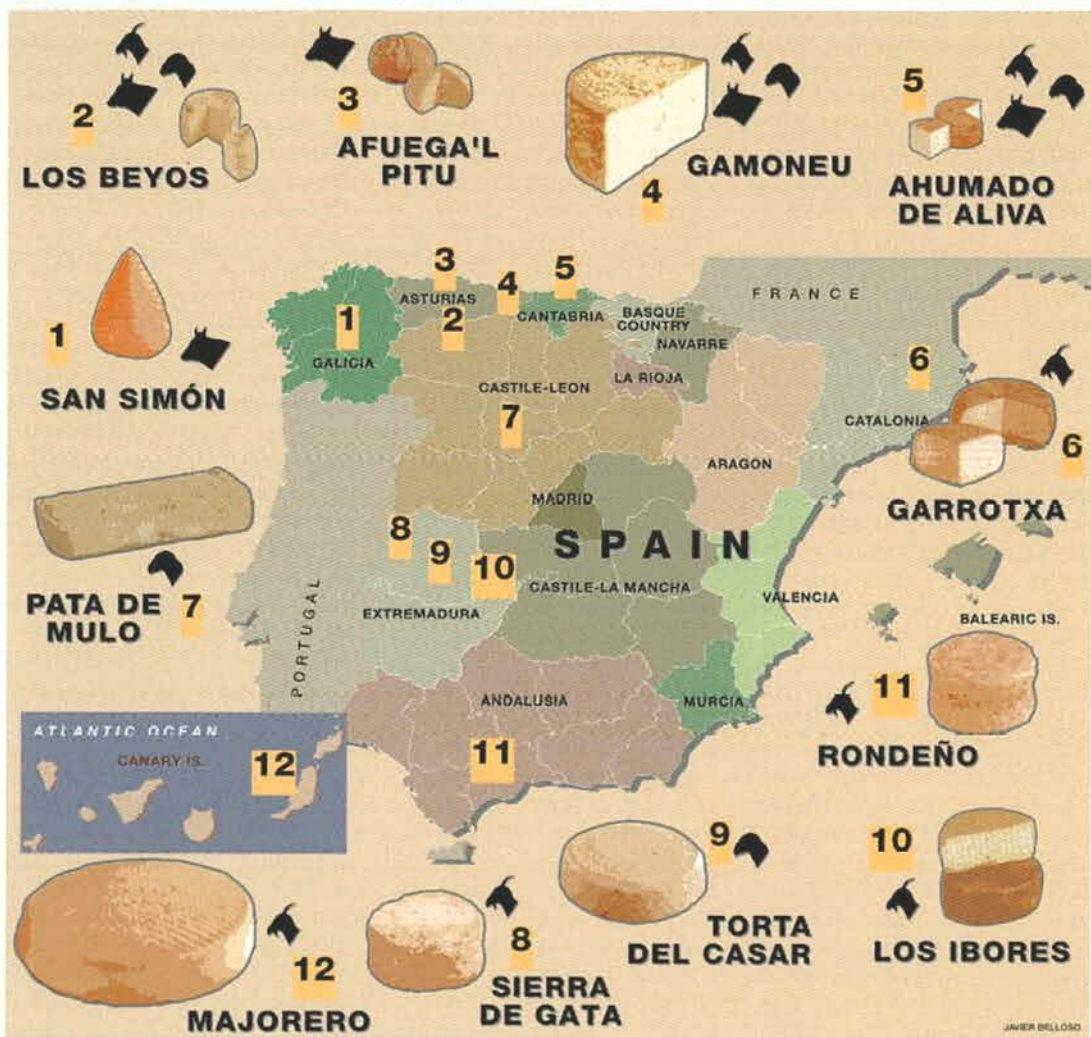 2
LOS BEYOS
3
AFUEGA'L
PITU
GAMONEU
4
5
AHUMADO
DE ALIVA
1
SAN SIMÓN
3
4
5
ASTURIAS
1
2
CANTABRIA
BASQUE
COUNTRY
NAVARRE
FRANCE
GALICIA
CASTILE-LEON
LA RIOJA
6
CATALONIA
7
ARAGON
MADRID
6
GARROTXA
8
9
10
SPAIN
CASTILE-LA MANCHA
EXTREMADURA
VALENCIA
PORTUGAL
BALEARIC IS.
PATA DE
MULO
7
ANDALUSIA
MURCIA
11
RONDEÑO
ATLANTIC OCEAN
CANARY IS.
12
11
12
MAJORERO
8
SIERRA
DE GATA
9
TORTA
DEL CASAR
10
LOS IBORES
JAVIER BELLOSO